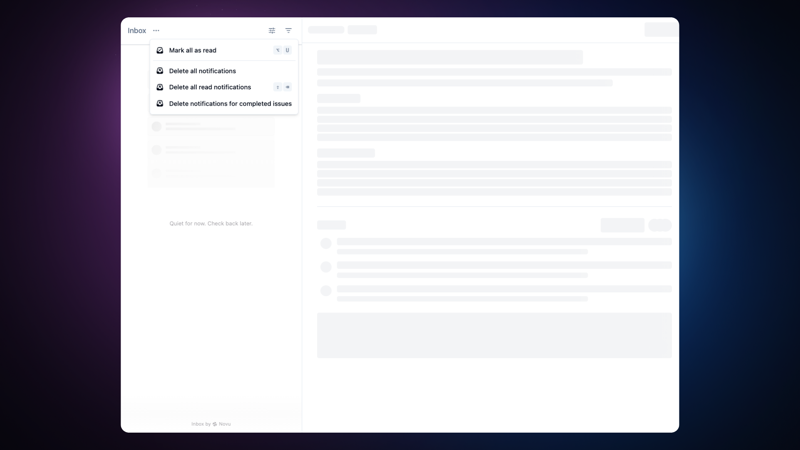 Inbox
Mark all as read
U
Delete all notifications
Delete all read notifications
Delete notifications for completed issues
Quiet for now. Check back later.
Inbox by Novu